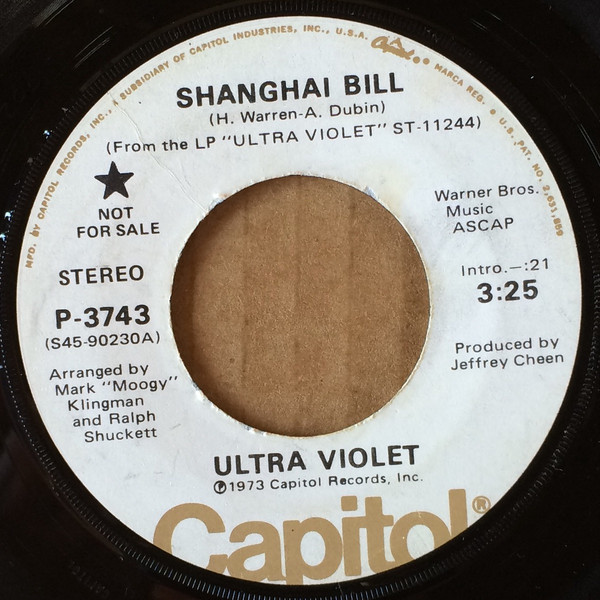 MFD. BY CAPITOL RECORDS, INC., A SUBSIDIARY OF CAPITOL INDUSTRIES, INC., U.S.A. MARCA REG. • U.S. PAT. NO. 2,631,859
SHANGHAI BILL
(H. Warren-A. Dubin)
(From the LP "ULTRA VIOLET" ST-11244)
NOT
FOR SALE
STEREO
P-3743
(S45-90230A)
Arranged by
Mark "Moogy"
Klingman
and Ralph
Shuckett
Warner Bros.
Music
ASCAP
Intro.—:21
3:25
Produced by
Jeffrey Cheen
ULTRA VIOLET
℗1973 Capitol Records, Inc.
Capitol®